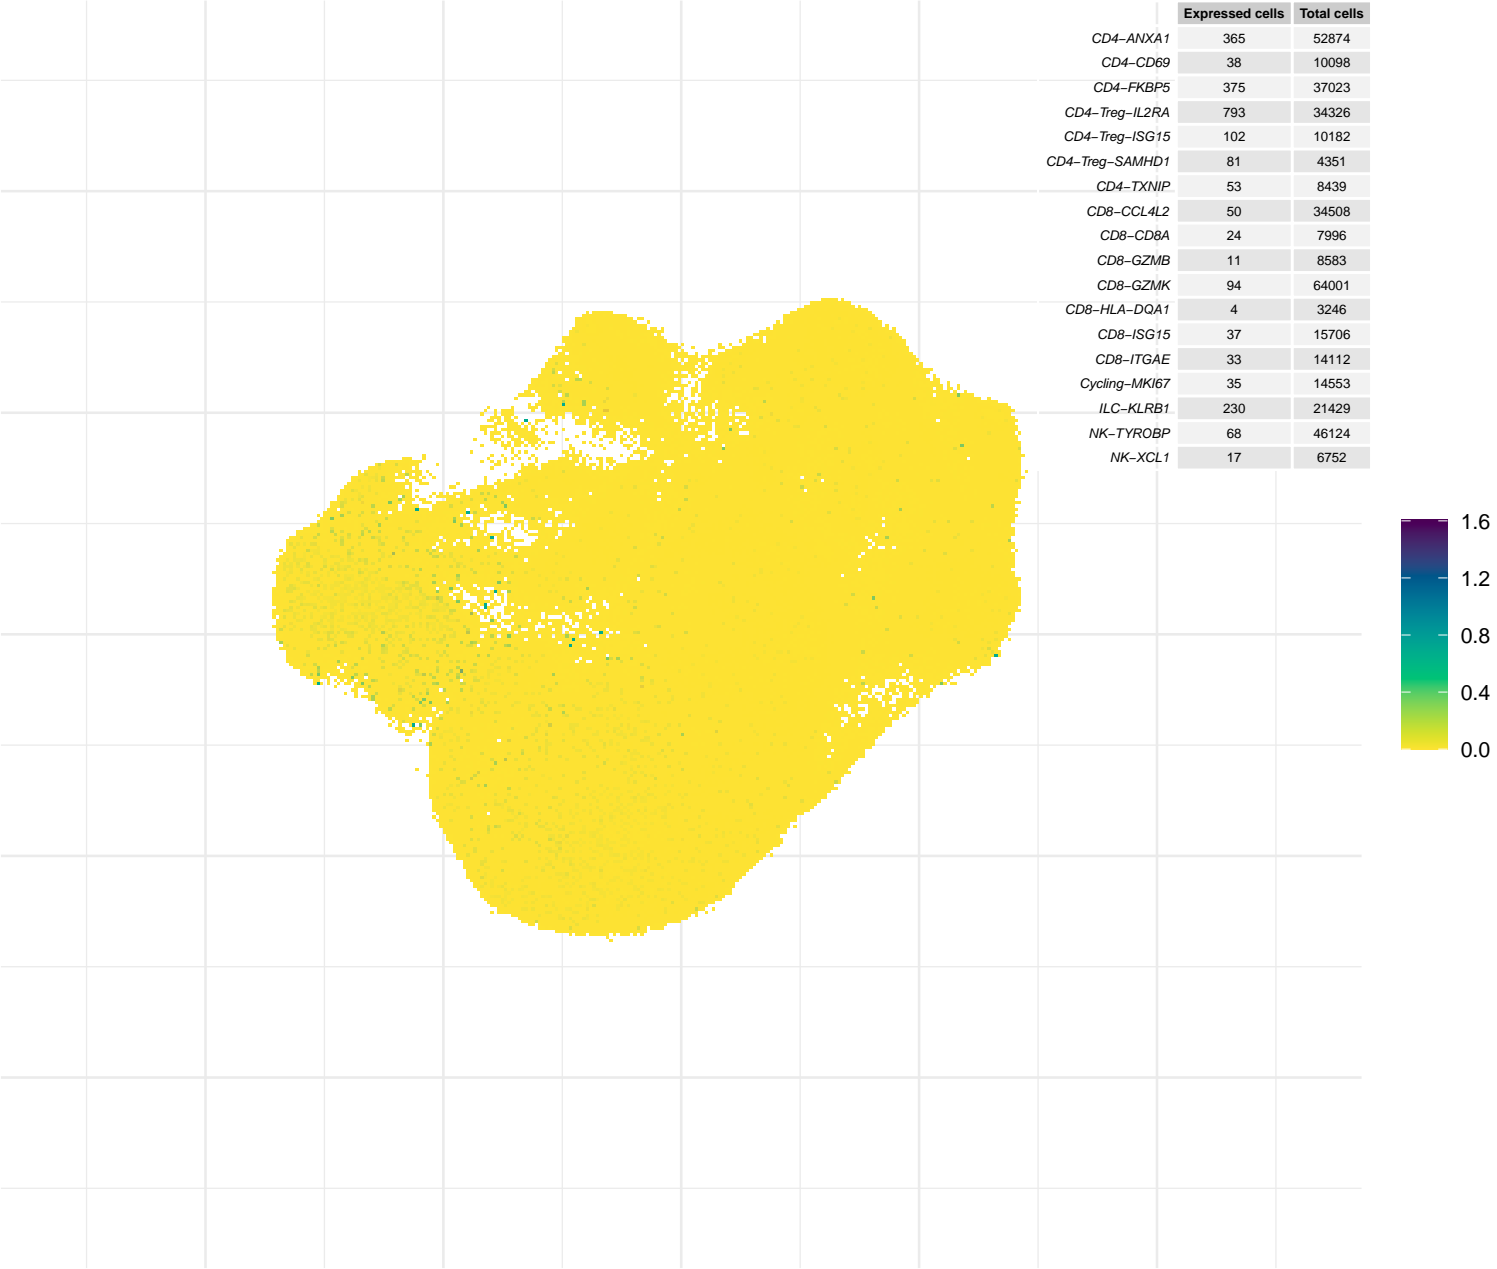 Expressed cells Total cells
CD4−ANXA1 365 52874
CD4−CD69 38 10098
CD4−FKBP5 375 37023
CD4−Treg−IL2RA 793 34326
CD4−Treg−ISG15 102 10182
CD4−Treg−SAMHD1 81 4351
CD4−TXNIP 53 8439
CD8−CCL4L2 50 34508
CD8−CD8A 24 7996
CD8−GZMB 11 8583
CD8−GZMK 94 64001
CD8−HLA−DQA1 4 3246
CD8−ISG15 37 15706
CD8−ITGAE 33 14112
Cycling−MKI67 35 14553
ILC−KLRB1 230 21429
NK−TYROBP 68 46124
NK−XCL1 17 6752
1.6
1.2
0.8
0.4
0.0